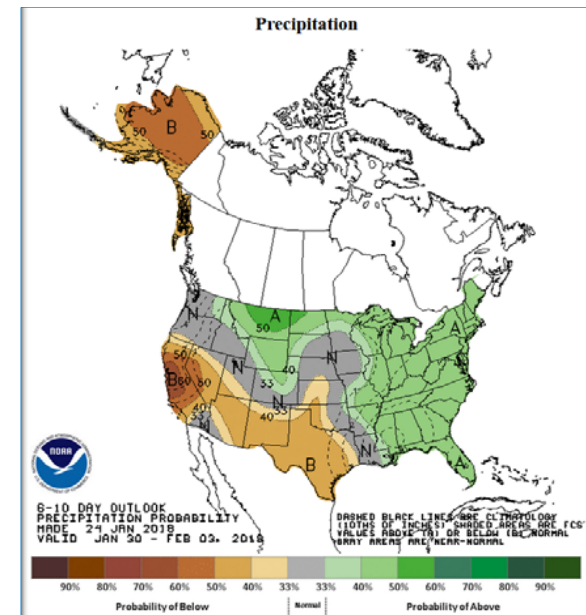 Precipitation
50
B
50
N
A
50
50
B
60
60
N
N
40
33
40
33
N
40
40
33
N
N
B
A
N
A
NOAA
6-10 DAY OUTLOOK
PRECIPITATION PROBABILITY
MADE 24 JAN 2018
VALID JAN 30 - FEB 03, 2018
DASHED BLACK LINES ARE CLIMATOLOGY
(10THS OF INCHES) SHADED AREAS ARE FCST
VALUES ABOVE (A) OR BELOW (B) NORMAL
GRAY AREAS ARE NEAR-NORMAL
90% 80% 70% 60% 50% 40% 33% 33% 40% 50% 60% 70% 80% 90%
Probability of Below Normal Probability of Above